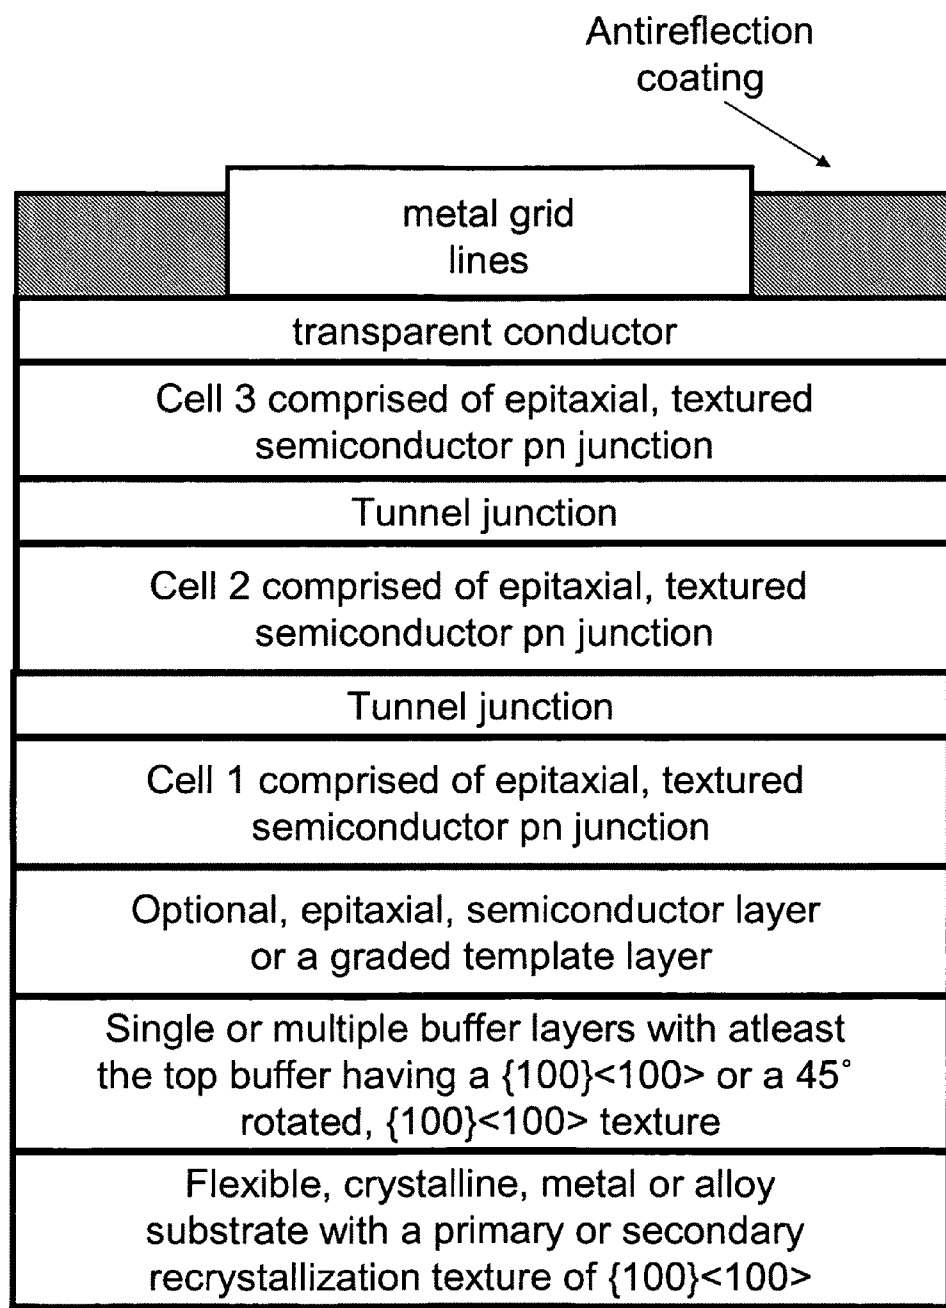 Antireflection
coating
metal grid
lines
transparent conductor
Cell 3 comprised of epitaxial, textured
semiconductor pn junction
Tunnel junction
Cell 2 comprised of epitaxial, textured
semiconductor pn junction
Tunnel junction
Cell 1 comprised of epitaxial, textured
semiconductor pn junction
Optional, epitaxial, semiconductor layer
or a graded template layer
Single or multiple buffer layers with atleast
the top buffer having a {100}<100> or a 45°
rotated, {100}<100> texture
Flexible, crystalline, metal or alloy
substrate with a primary or secondary
recrystallization texture of {100}<100>